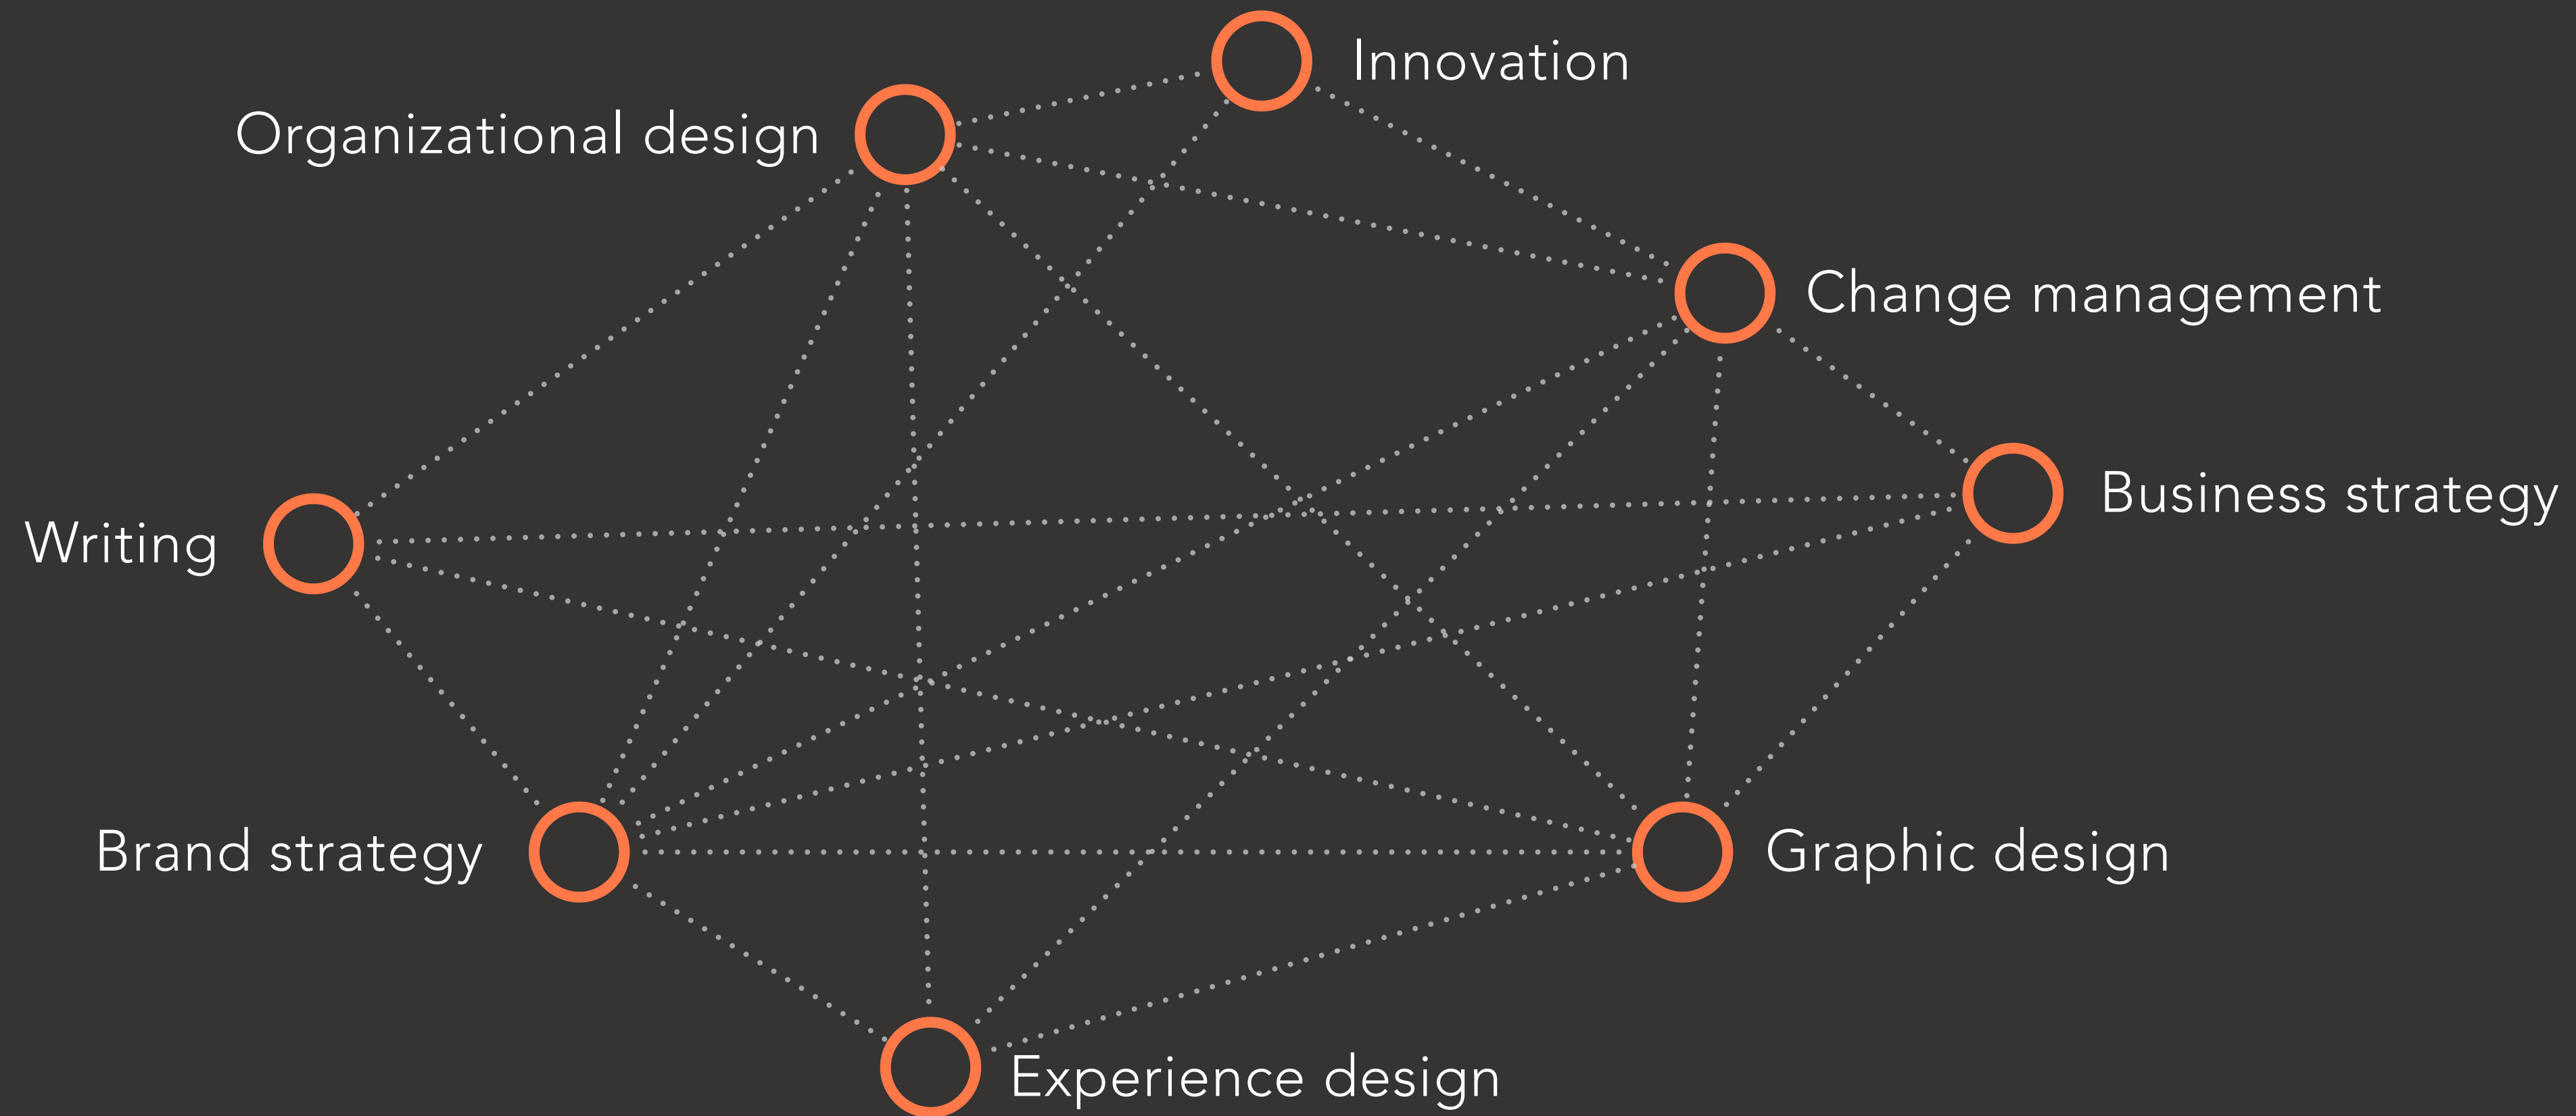 Innovation
Organizational design
Change management
Business strategy
Writing
Brand strategy
Graphic design
Experience design